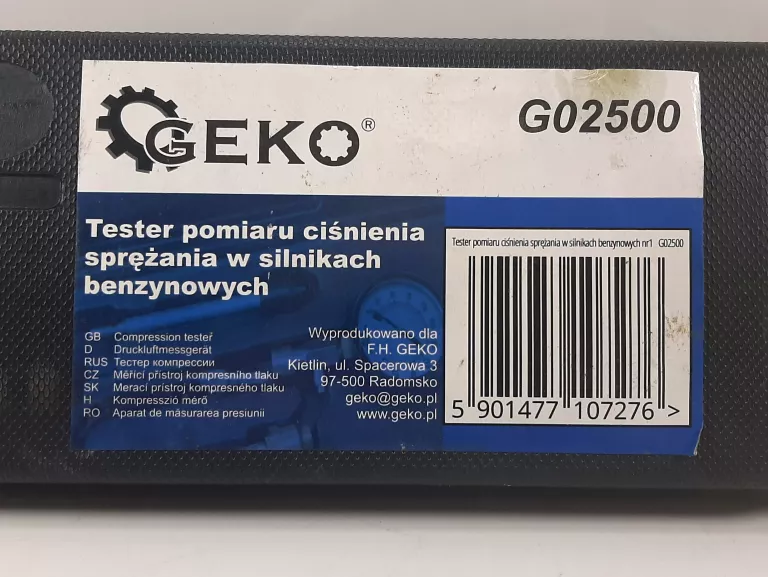 GEKO®
G02500
Tester pomiaru ciśnienia
sprężania w silnikach
benzynowych
GB Compression tester
D Druckluftmessgerät
RUS Тестер компрессии
CZ Měřící přistroj kompresního tlaku
SK Merací prístroj kompresného tlaku
H Kompresszió mérő
RO Aparat de măsurarea presiunii
Wyprodukowano dla
F.H. GEKO
Kietlin, ul. Spacerowa 3
97-500 Radomsko
geko@geko.pl
www.geko.pl
Tester pomiaru ciśnienia sprężania w silnikach benzynowych nr1 G02500
5 901477 107276 >